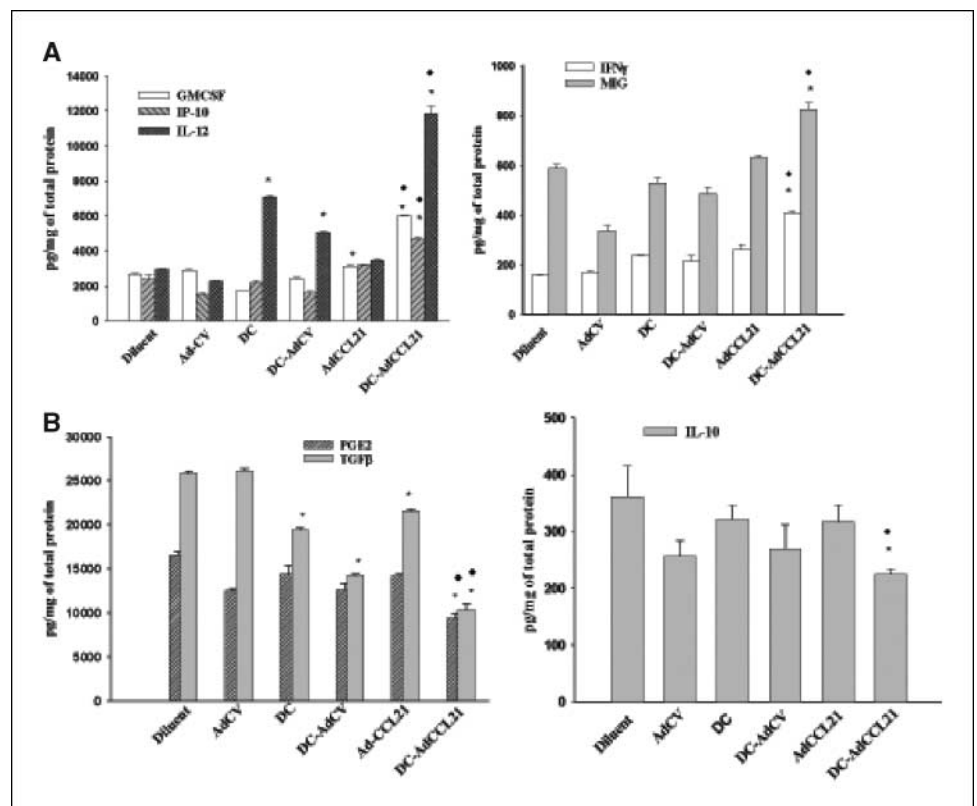 A
pg/mg of total protein
14000
12000
10000
8000
6000
4000
2000
0
GMCSF
IP-10
IL-12
*
*
*
◆ *
◆ *
◆ *
Diluent
Ad-CV
DC
DC-AdCV
AdCCL21
DC-AdCCL21
pg/mg of total protein
1000
800
600
400
200
0
IFNγ
MIG
◆ *
◆ *
Diluent
AdCV
DC
DC-AdCV
AdCCL21
DC-AdCCL21
B
pg/mg of total protein
30000
25000
20000
15000
10000
5000
0
PGE2
TGFβ
*
*
*
◆ *
◆ *
Diluent
AdCV
DC
DC-AdCV
Ad-CCL21
DC-AdCCL21
pg/mg of total protein
500
400
300
200
100
0
IL-10
◆ *
Diluent
AdCV
DC
DC-AdCV
AdCCL21
DC-AdCCL21